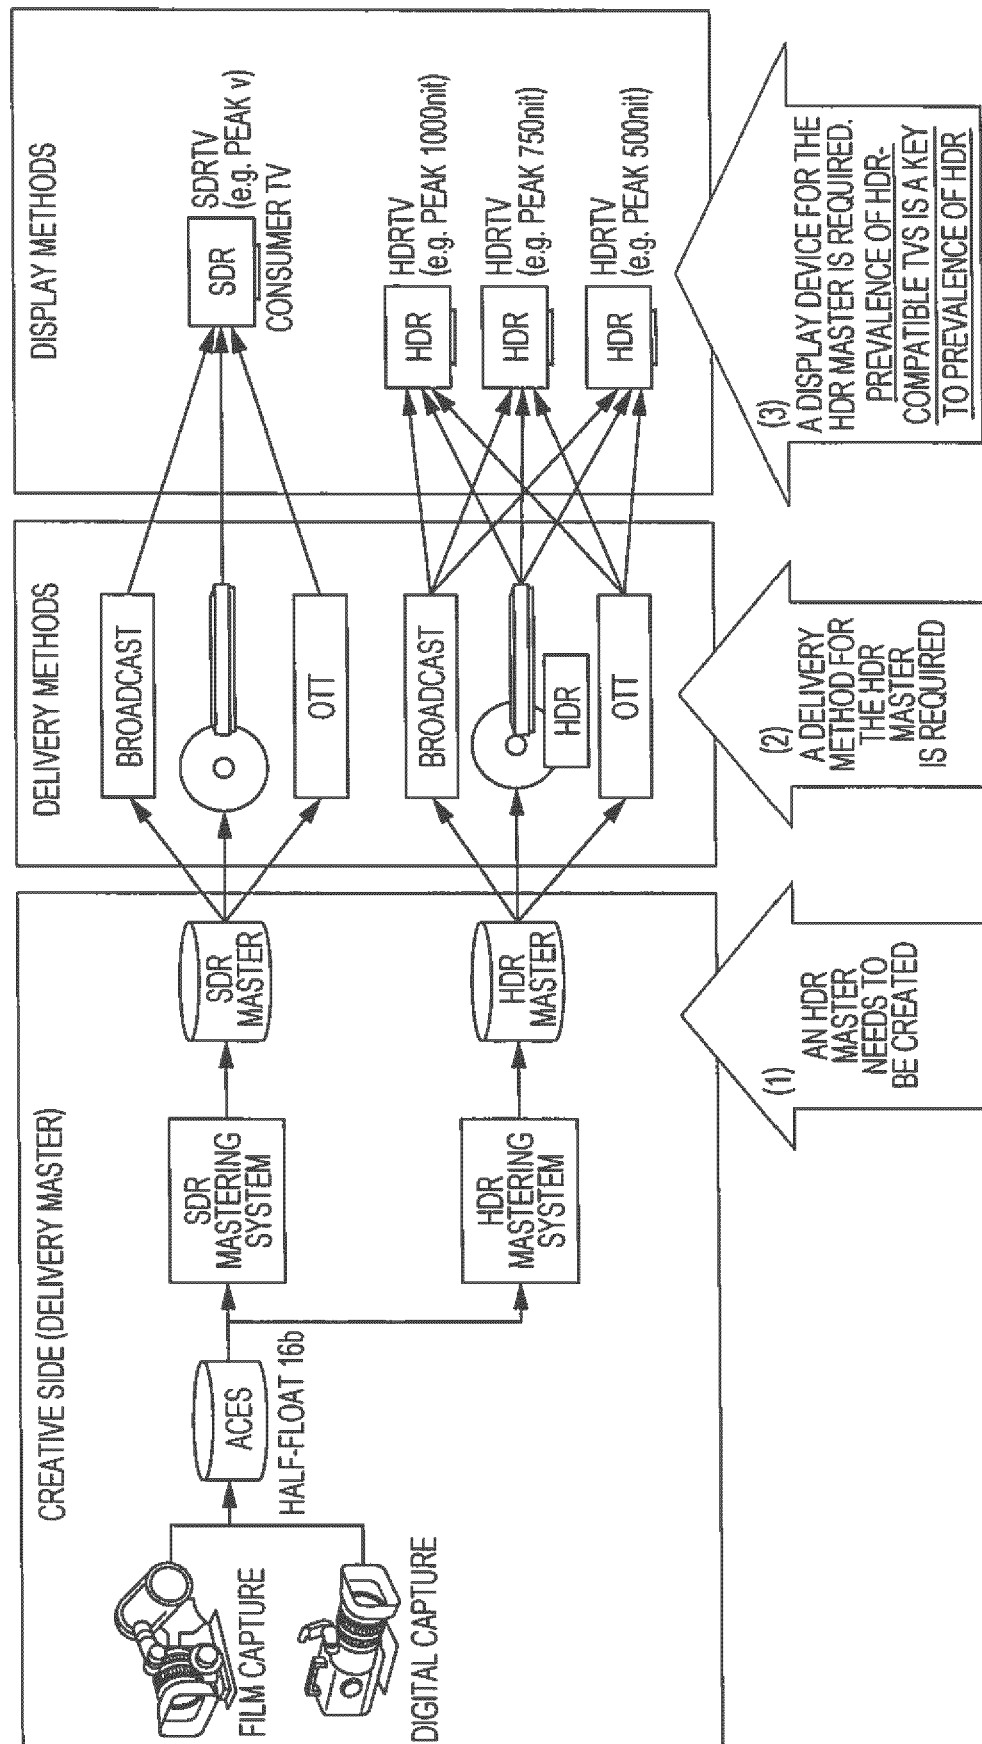 CREATIVE SIDE (DELIVERY MASTER)
FILM CAPTURE
DIGITAL CAPTURE
ACES
HALF-FLOAT 16b
SDR
MASTERING
SYSTEM
HDR
MASTERING
SYSTEM
SDR
MASTER
HDR
MASTER
(1)
AN HDR
MASTER
NEEDS TO
BE CREATED
DELIVERY METHODS
BROADCAST
OTT
BROADCAST
HDR
OTT
(2)
A DELIVERY
METHOD FOR
THE HDR
MASTER
IS REQUIRED
DISPLAY METHODS
SDR
SDRTV
(e.g. PEAK v)
CONSUMER TV
HDR
HDRTV
(e.g. PEAK 1000nit)
HDR
HDRTV
(e.g. PEAK 750nit)
HDR
HDRTV
(e.g. PEAK 500nit)
(3)
A DISPLAY DEVICE FOR THE
HDR MASTER IS REQUIRED.
PREVALENCE OF HDR-
COMPATIBLE TVS IS A KEY
TO PREVALENCE OF HDR